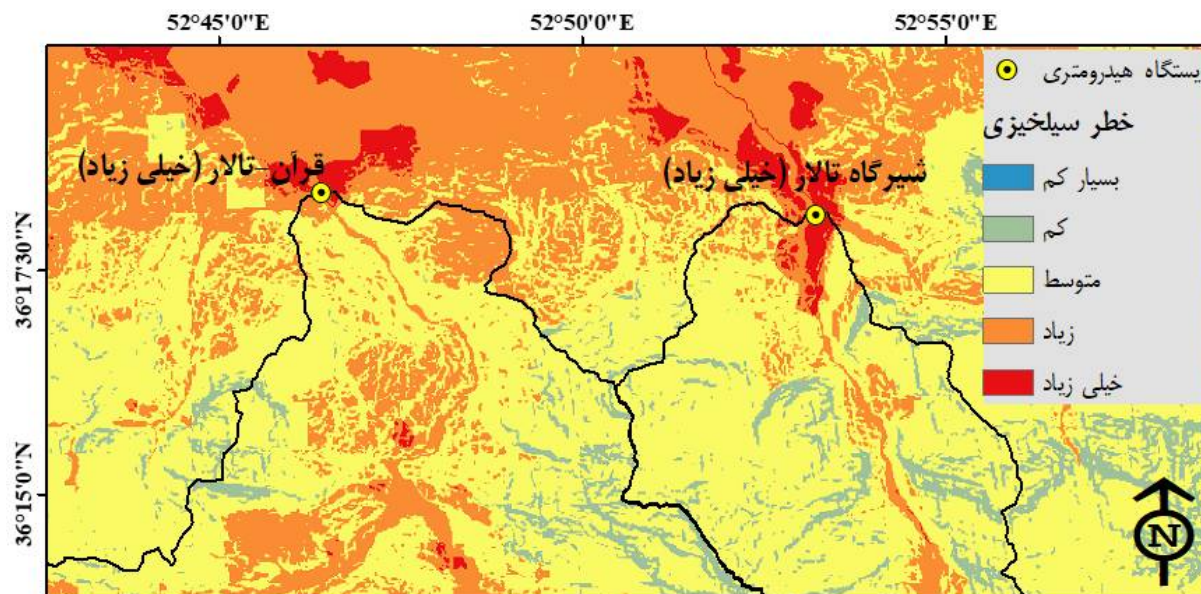 52°45'0"E
52°50'0"E
52°55'0"E
36°17'30"N
36°15'0"N
قرآن-تالار (خیلی زیاد)
شیرگاه تالار (خیلی زیاد)
یستگاه هیدرومتری
خطر سیلخیزی
بسیار کم
کم
متوسط
زیاد
خیلی زیاد
N